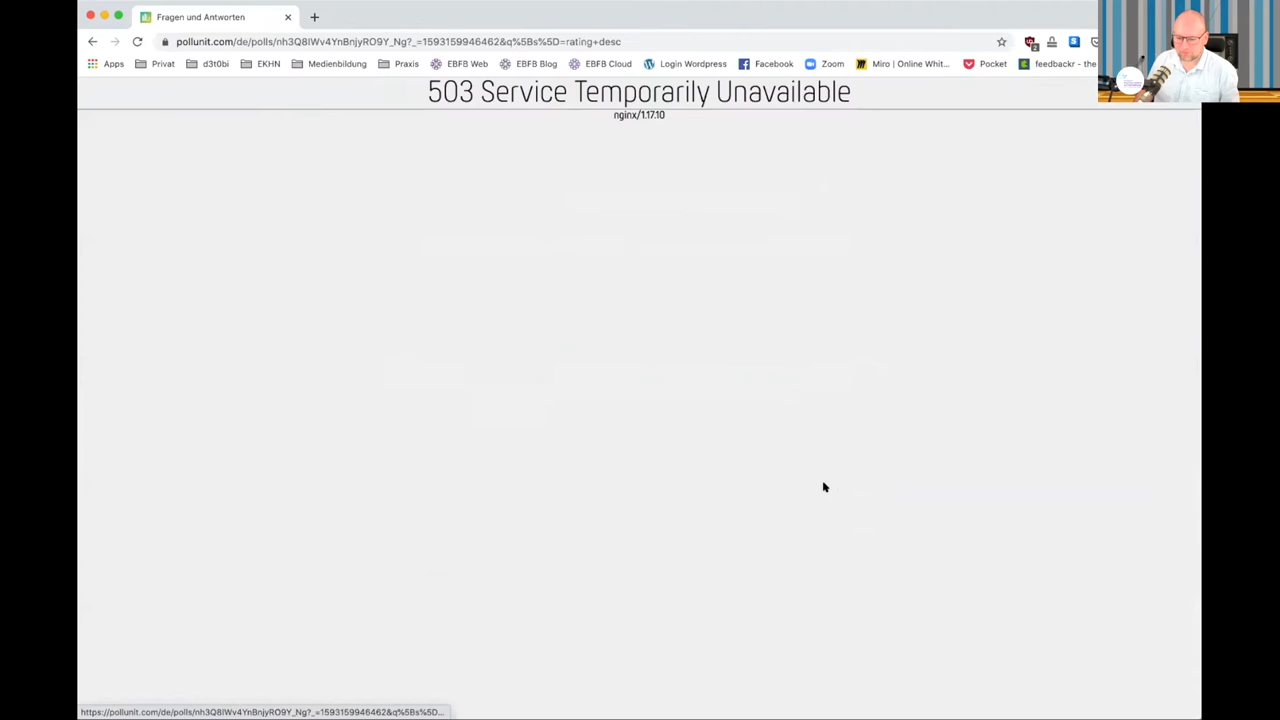 Fragen und Antworten
pollunit.com/de/polls/nh3Q8IWv4YnBnjyRO9Y_Ng?_=1593159946462&q%5Bs%5D=rating+desc
Apps Privat d3t0bi EKHN Medienbildung Praxis EBFB Web EBFB Blog EBFB Cloud Login Wordpress Facebook Zoom Miro | Online Whit... Pocket feedbackr - the
503 Service Temporarily Unavailable
nginx/1.17.10
https://pollunit.com/de/polls/nh3Q8IWv4YnBnjyRO9Y_Ng?_=1593159946462&q%5Bs%5D...